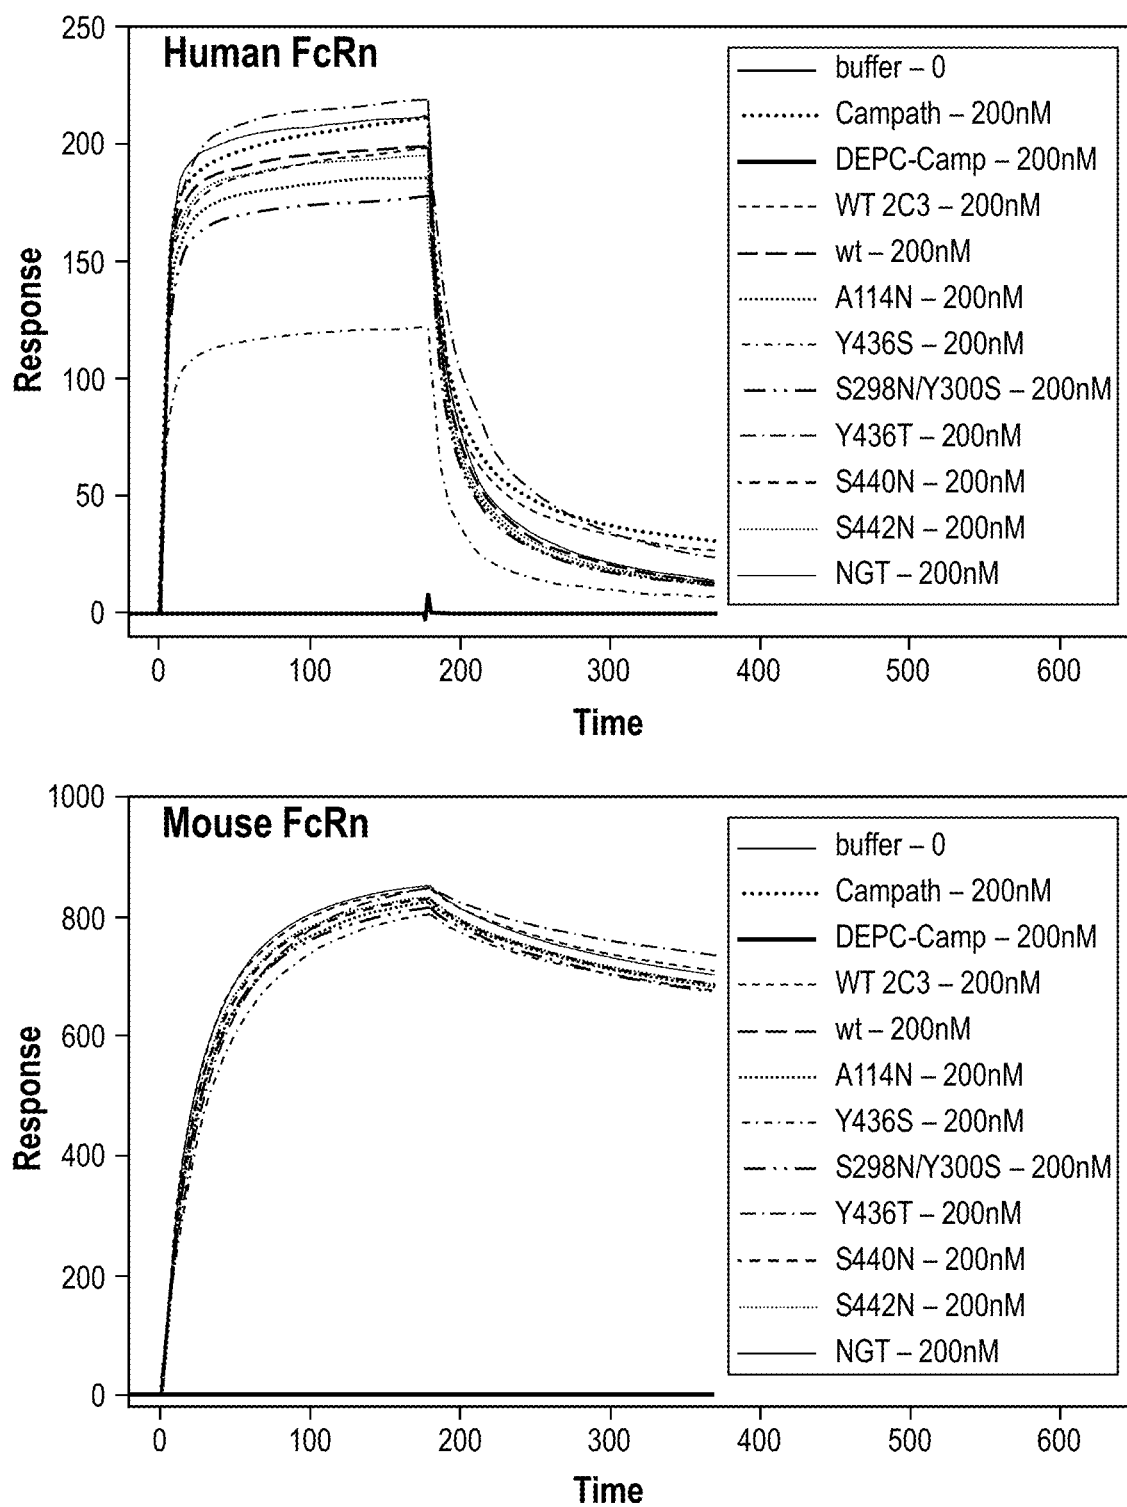 Human FcRn
250
200
150
100
50
0
Response
0 100 200 300 400 500 600
Time
buffer – 0
Campath – 200nM
DEPC-Camp – 200nM
WT 2C3 – 200nM
wt – 200nM
A114N – 200nM
Y436S – 200nM
S298N/Y300S – 200nM
Y436T – 200nM
S440N – 200nM
S442N – 200nM
NGT – 200nM
Mouse FcRn
1000
800
600
400
200
0
Response
0 100 200 300 400 500 600
Time
buffer – 0
Campath – 200nM
DEPC-Camp – 200nM
WT 2C3 – 200nM
wt – 200nM
A114N – 200nM
Y436S – 200nM
S298N/Y300S – 200nM
Y436T – 200nM
S440N – 200nM
S442N – 200nM
NGT – 200nM